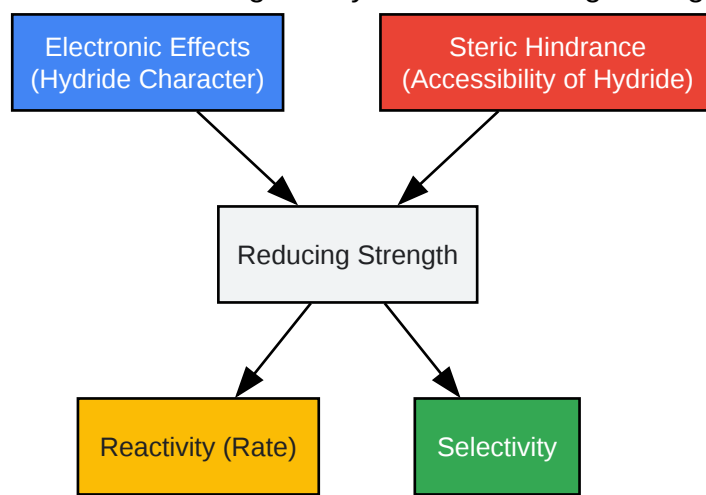 Electronic Effects
(Hydride Character)
Steric Hindrance
(Accessibility of Hydride)
Reducing Strength
Reactivity (Rate)
Selectivity